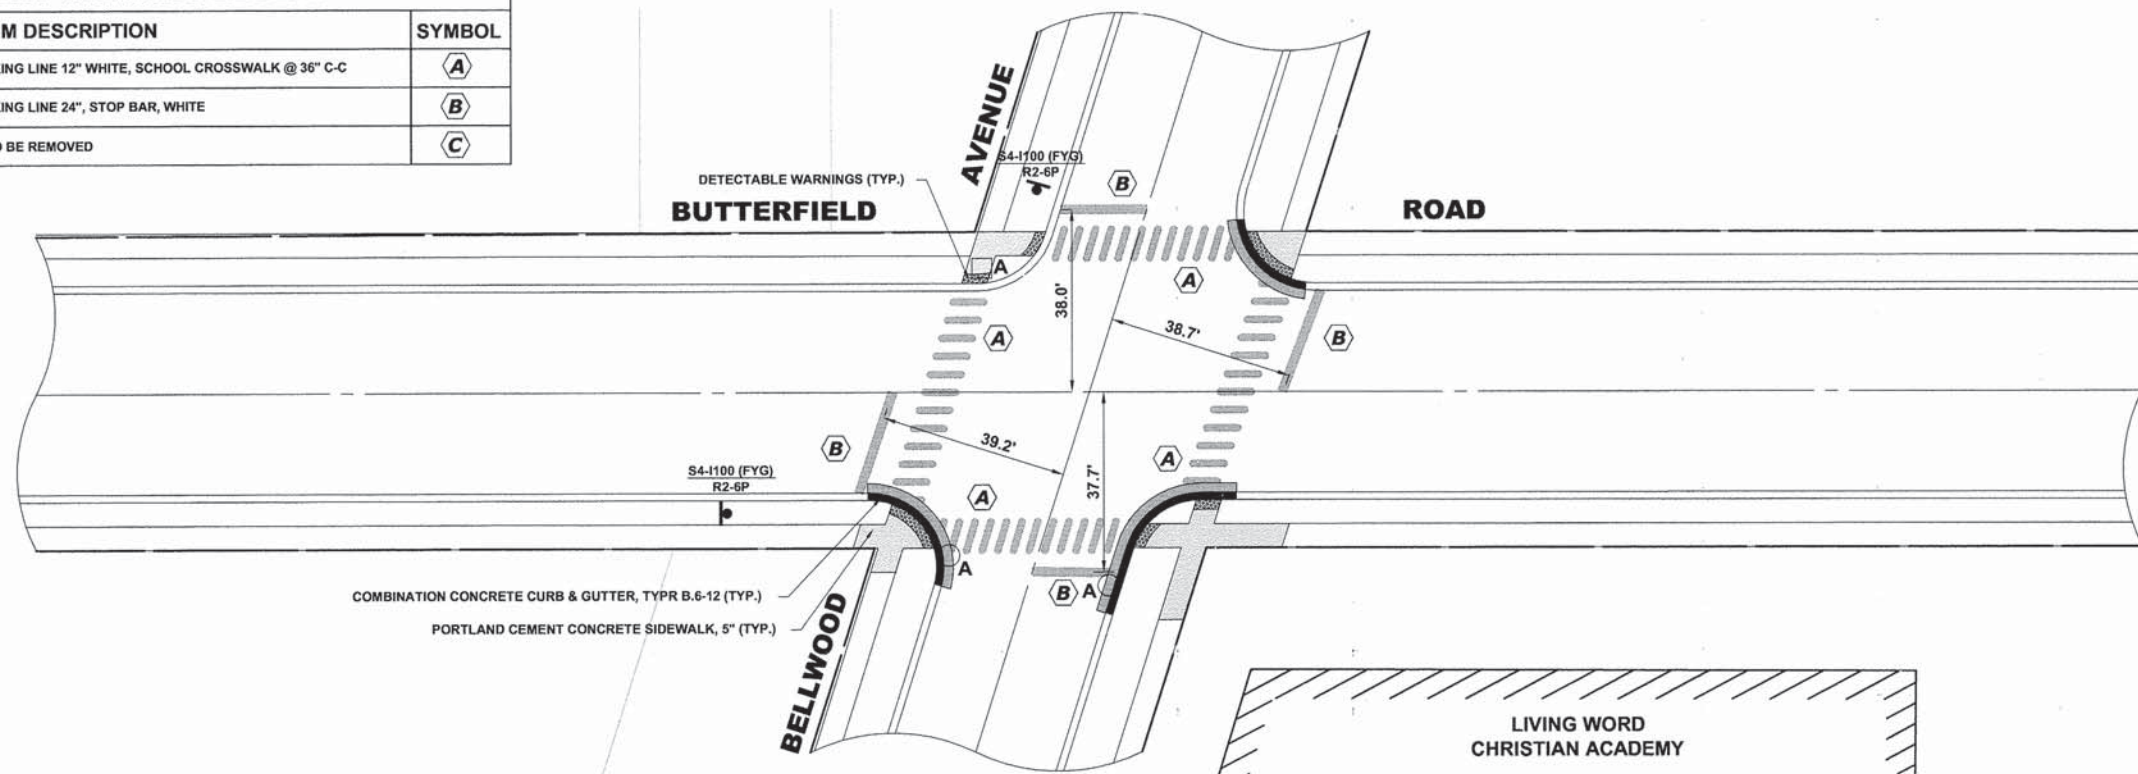 M DESCRIPTION SYMBOL
ING LINE 12" WHITE, SCHOOL CROSSWALK @ 36" C-C A
ING LINE 24", STOP BAR, WHITE B
BE REMOVED C
AVENUE
S4-I100 (FYG)
R2-6P
B
DETECTABLE WARNINGS (TYP.)
BUTTERFIELD
ROAD
A
A
38.0'
A
38.7'
B
B
39.2'
A
37.7'
S4-I100 (FYG)
R2-6P
A
A
B
A
COMBINATION CONCRETE CURB & GUTTER, TYPR B.6-12 (TYP.)
PORTLAND CEMENT CONCRETE SIDEWALK, 5" (TYP.)
BELLWOOD
LIVING WORD
CHRISTIAN ACADEMY